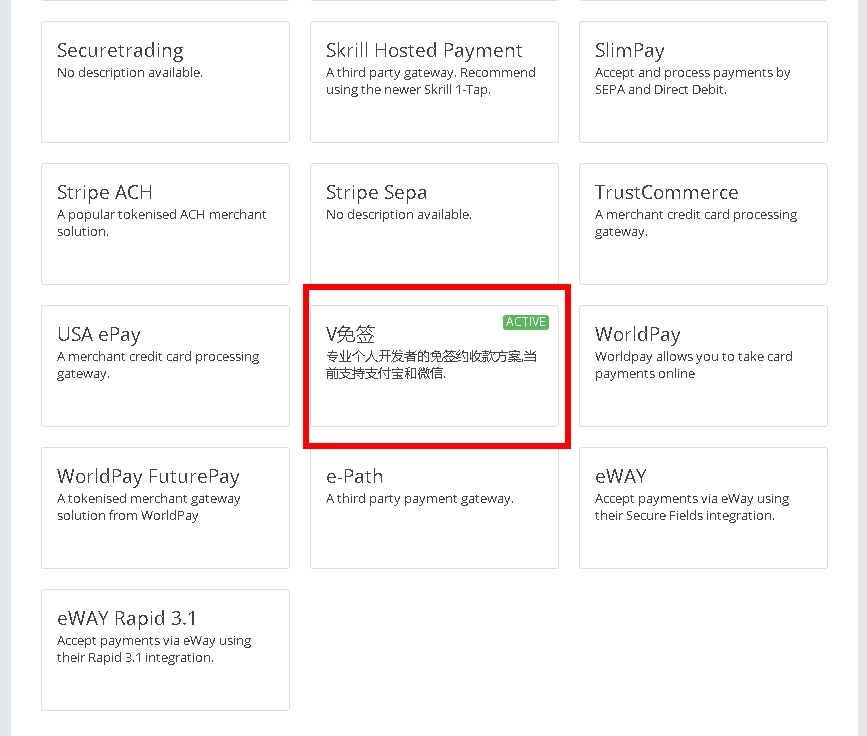 Securetrading
No description available.
Skrill Hosted Payment
A third party gateway. Recommend
using the newer Skrill 1-Tap.
SlimPay
Accept and process payments by
SEPA and Direct Debit.
Stripe ACH
A popular tokenised ACH merchant
solution.
Stripe Sepa
No description available.
TrustCommerce
A merchant credit card processing
gateway.
USA ePay
A merchant credit card processing
gateway.
ACTIVE
V免签
专业个人开发者的免签约收款方案,当
前支持支付宝和微信.
WorldPay
Worldpay allows you to take card
payments online
WorldPay FuturePay
A tokenised merchant gateway
solution from WorldPay
e-Path
A third party payment gateway.
eWAY
Accept payments via eWay using
their Secure Fields integration.
eWAY Rapid 3.1
Accept payments via eWay using
their Rapid 3.1 integration.